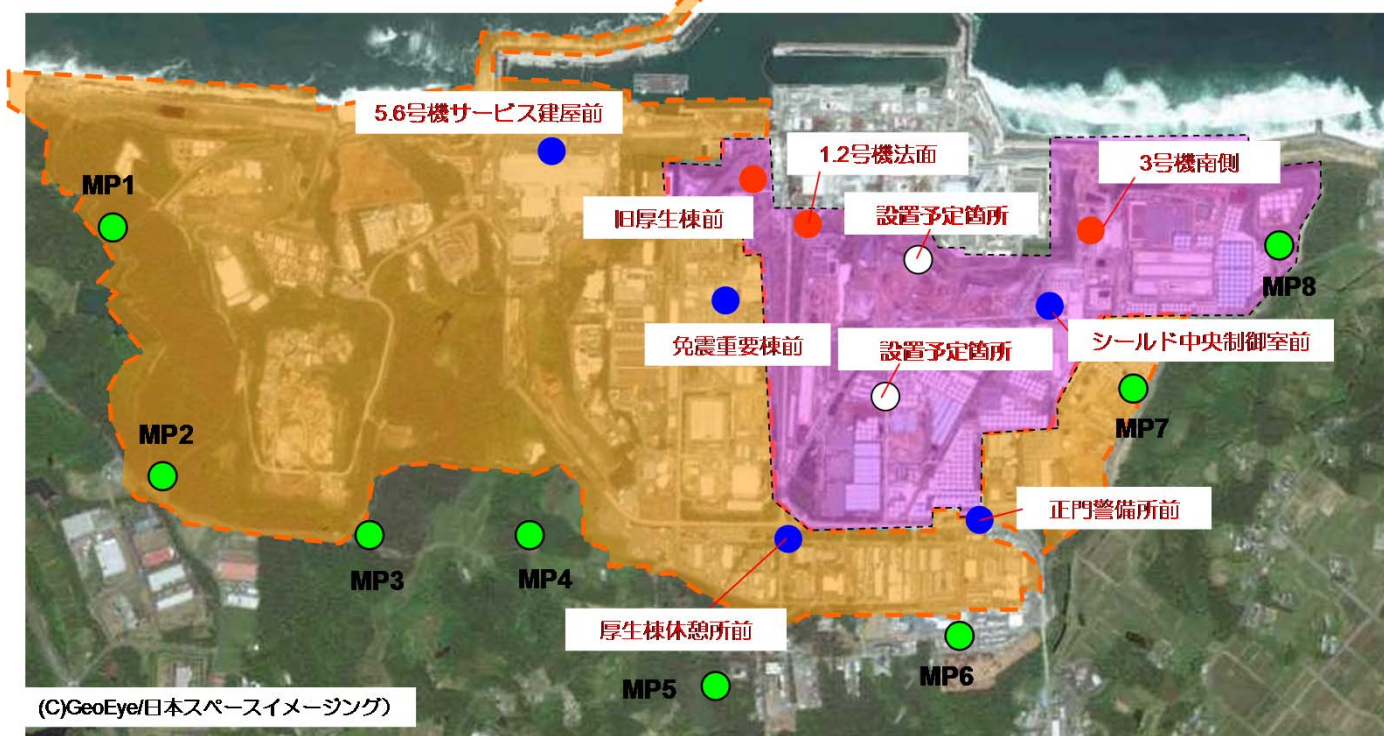 5.6号機サービス建屋前
1.2号機法面
3号機南側
MP1
旧厚生棟前
設置予定箇所
MP8
免震重要棟前
設置予定箇所
シールド中央制御室前
MP7
MP2
正門警備所前
MP3
MP4
厚生棟休憩所前
MP5
MP6
(C)GeoEye/日本スペースイメージング）